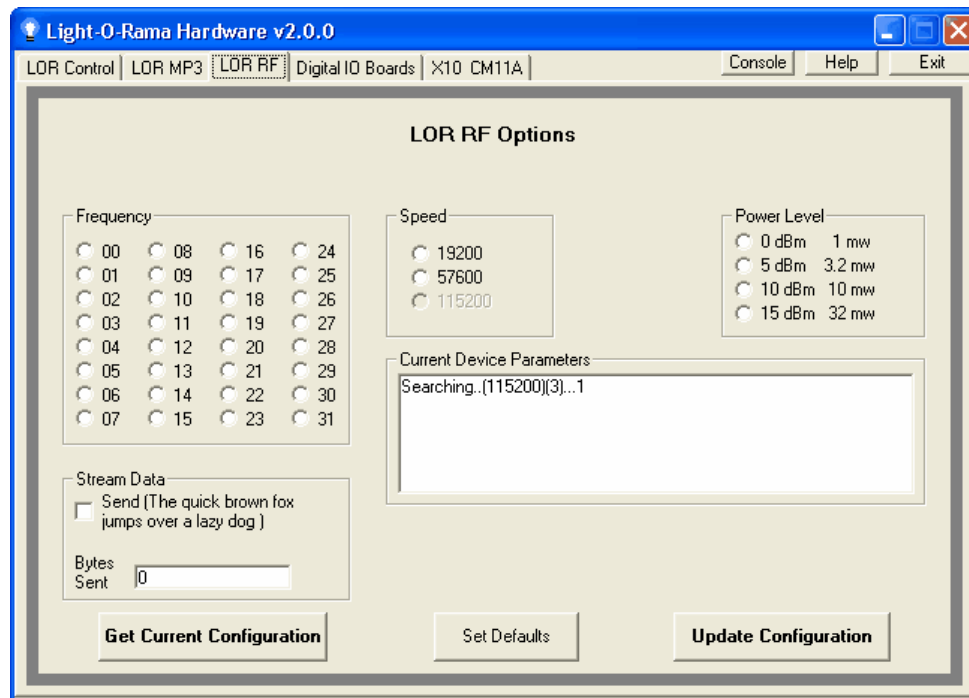 Light-O-Rama Hardware v2.0.0
LOR Control LOR MP3 LOR RF Digital IO Boards X10 CM11A Console Help Exit
LOR RF Options
Frequency
00 08 16 24
01 09 17 25
02 10 18 26
03 11 19 27
04 12 20 28
05 13 21 29
06 14 22 30
07 15 23 31
Speed
19200
57600
115200
Power Level
0 dBm 1 mw
5 dBm 3.2 mw
10 dBm 10 mw
15 dBm 32 mw
Current Device Parameters
Searching..(115200)(3)...1
Stream Data
Send (The quick brown fox
jumps over a lazy dog )
Bytes
Sent 0
Get Current Configuration Set Defaults Update Configuration